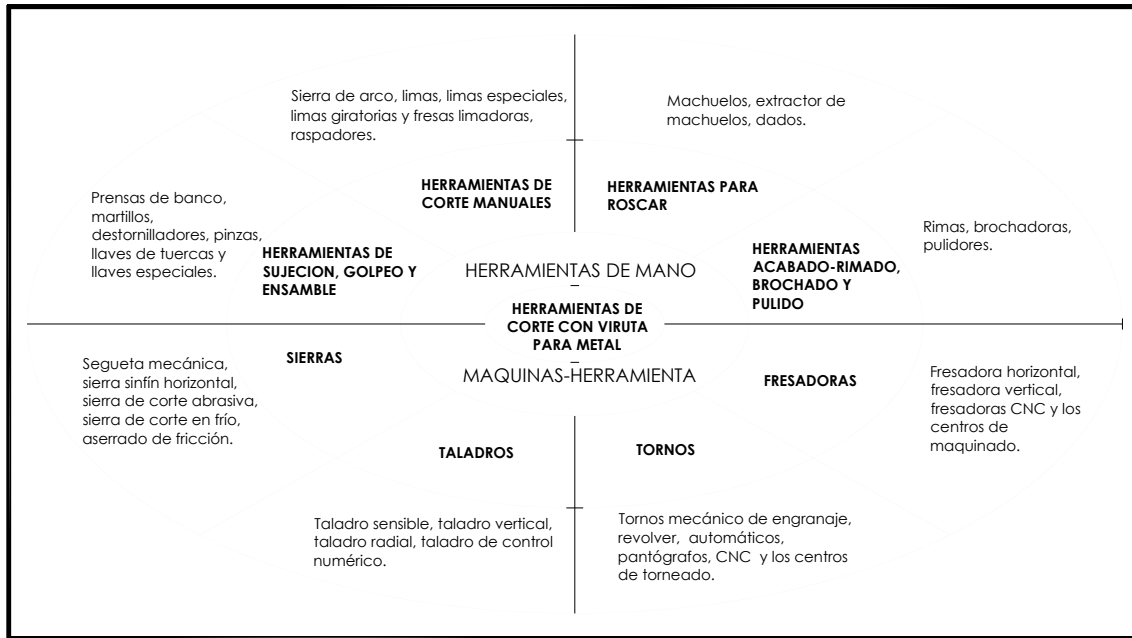 Sierra de arco, limas, limas especiales,
limas giratorias y fresas limadoras,
raspadores.
Machuelos, extractor de
machuelos, dados.
HERRAMIENTAS DE
CORTE MANUALES
HERRAMIENTAS PARA
ROSCAR
Prensas de banco,
martillos,
destornilladores, pinzas,
llaves de tuercas y
llaves especiales.
HERRAMIENTAS DE
SUJECION, GOLPEO Y
ENSAMBLE
HERRAMIENTAS DE MANO
HERRAMIENTAS
ACABADO-RIMADO,
BROCHADO Y
PULIDO
Rimas, brochadoras,
pulidores.
HERRAMIENTAS DE
CORTE CON VIRUTA
PARA METAL
MAQUINAS-HERRAMIENTA
SIERRAS
Segueta mecánica,
sierra sinfín horizontal,
sierra de corte abrasiva,
sierra de corte en frío,
aserrado de fricción.
FRESADORAS
Fresadora horizontal,
fresadora vertical,
fresadoras CNC y los
centros de
maquinado.
TALADROS
TORNOS
Taladro sensible, taladro vertical,
taladro radial, taladro de control
numérico.
Tornos mecánico de engranaje,
revolver, automáticos,
pantógrafos, CNC y los centros
de torneado.